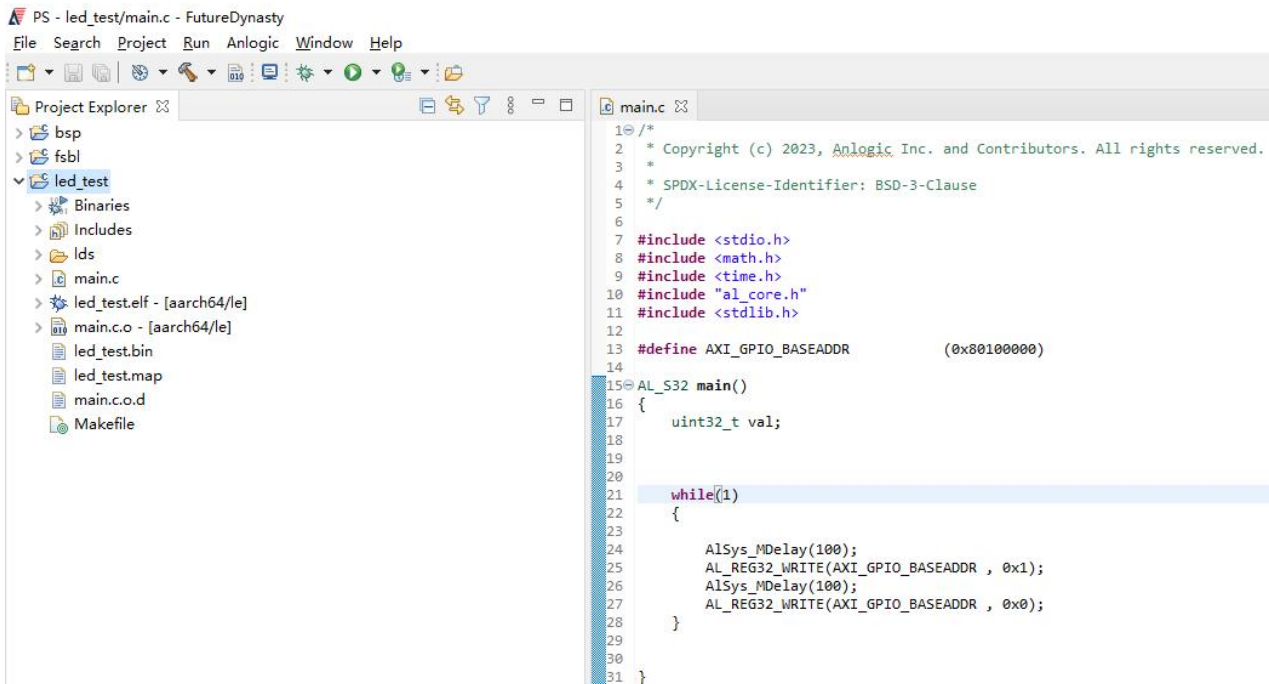 PS - led_test/main.c - FutureDynasty
File Search Project Run Anlogic Window Help
Project Explorer
bsp
fsbl
led_test
Binaries
Includes
lds
main.c
led_test.elf - [aarch64/le]
main.c.o - [aarch64/le]
led_test.bin
led_test.map
main.c.o.d
Makefile
main.c
1 /*
2  * Copyright (c) 2023, Anlogic Inc. and Contributors. All rights reserved.
3  *
4  * SPDX-License-Identifier: BSD-3-Clause
5  */
6
7 #include <stdio.h>
8 #include <math.h>
9 #include <time.h>
10 #include "al_core.h"
11 #include <stdlib.h>
12
13 #define AXI_GPIO_BASEADDR (0x80100000)
14
15 AL_S32 main()
16 {
17     uint32_t val;
18
19
20
21     while(1)
22     {
23
24         AlSys_MDelay(100);
25         AL_REG32_WRITE(AXI_GPIO_BASEADDR , 0x1);
26         AlSys_MDelay(100);
27         AL_REG32_WRITE(AXI_GPIO_BASEADDR , 0x0);
28     }
29
30
31 }